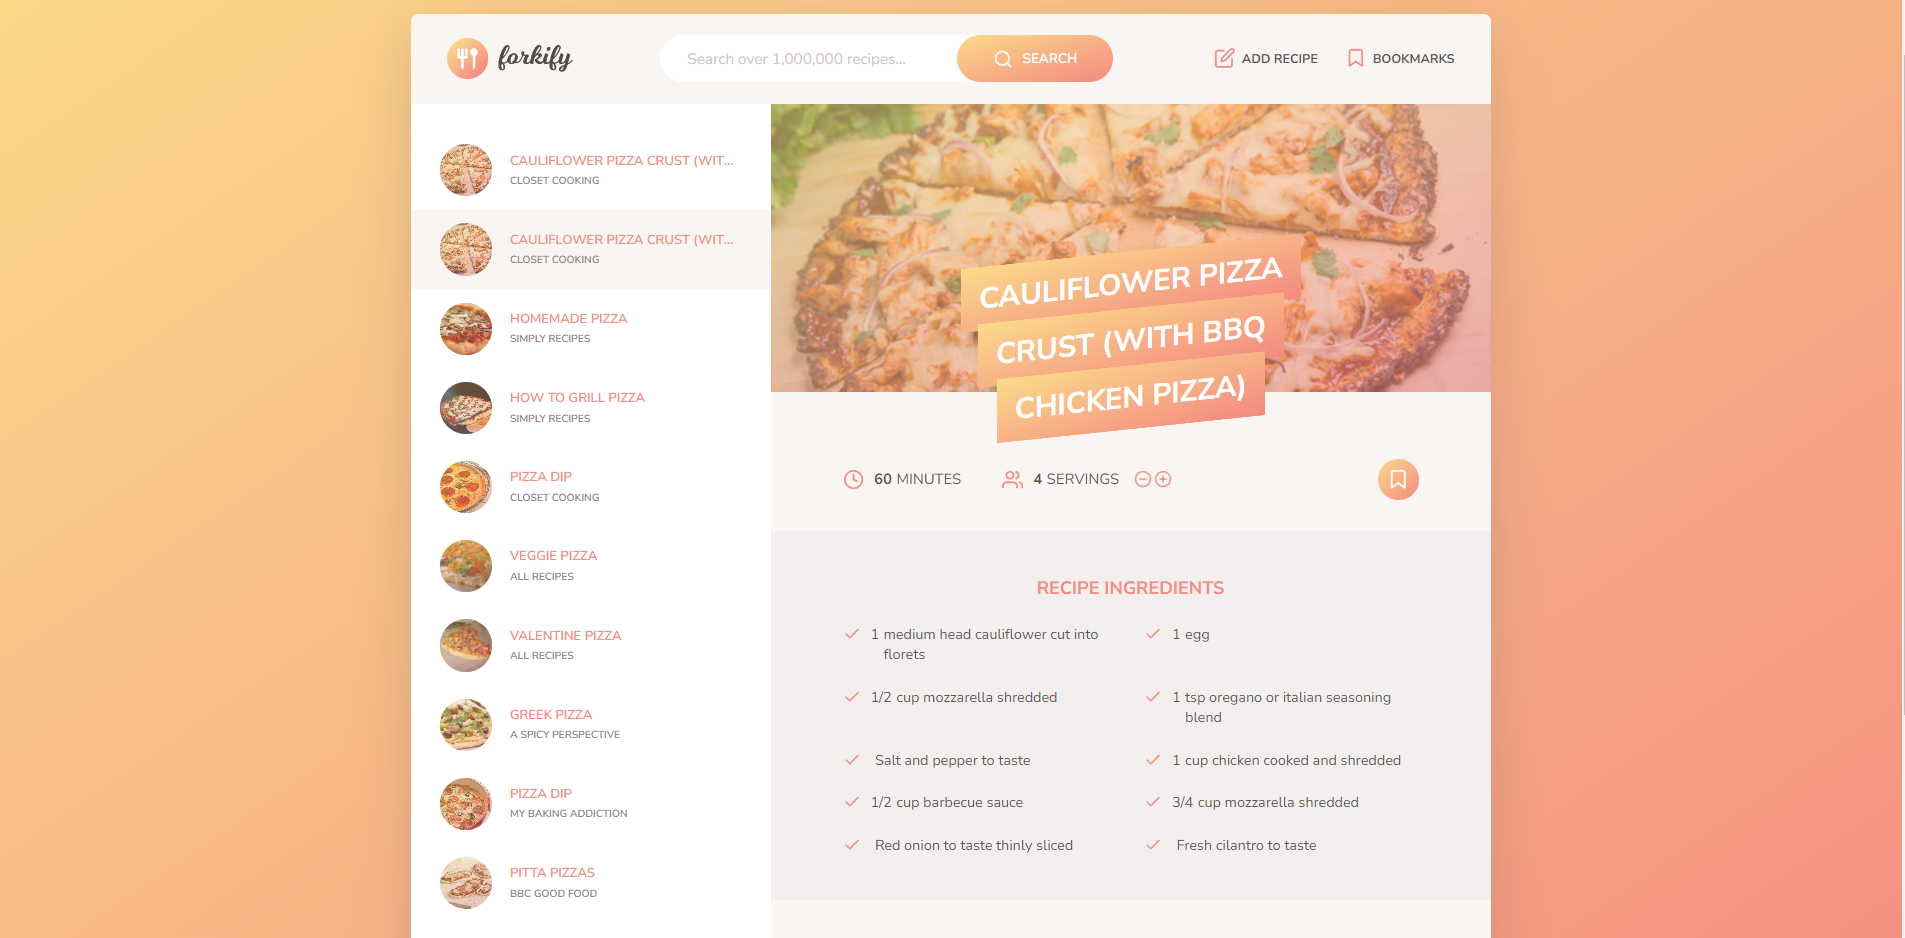 forkify
Search over 1,000,000 recipes...
SEARCH
ADD RECIPE
BOOKMARKS
CAULIFLOWER PIZZA CRUST (WIT...
CLOSET COOKING
CAULIFLOWER PIZZA CRUST (WIT...
CLOSET COOKING
HOMEMADE PIZZA
SIMPLY RECIPES
HOW TO GRILL PIZZA
SIMPLY RECIPES
PIZZA DIP
CLOSET COOKING
VEGGIE PIZZA
ALL RECIPES
VALENTINE PIZZA
ALL RECIPES
GREEK PIZZA
A SPICY PERSPECTIVE
PIZZA DIP
MY BAKING ADDICTION
PITTA PIZZAS
BBC GOOD FOOD
CAULIFLOWER PIZZA
CRUST (WITH BBQ
CHICKEN PIZZA)
60 MINUTES
4 SERVINGS
RECIPE INGREDIENTS
1 medium head cauliflower cut into
florets
1 egg
1/2 cup mozzarella shredded
1 tsp oregano or italian seasoning
blend
Salt and pepper to taste
1 cup chicken cooked and shredded
1/2 cup barbecue sauce
3/4 cup mozzarella shredded
Red onion to taste thinly sliced
Fresh cilantro to taste